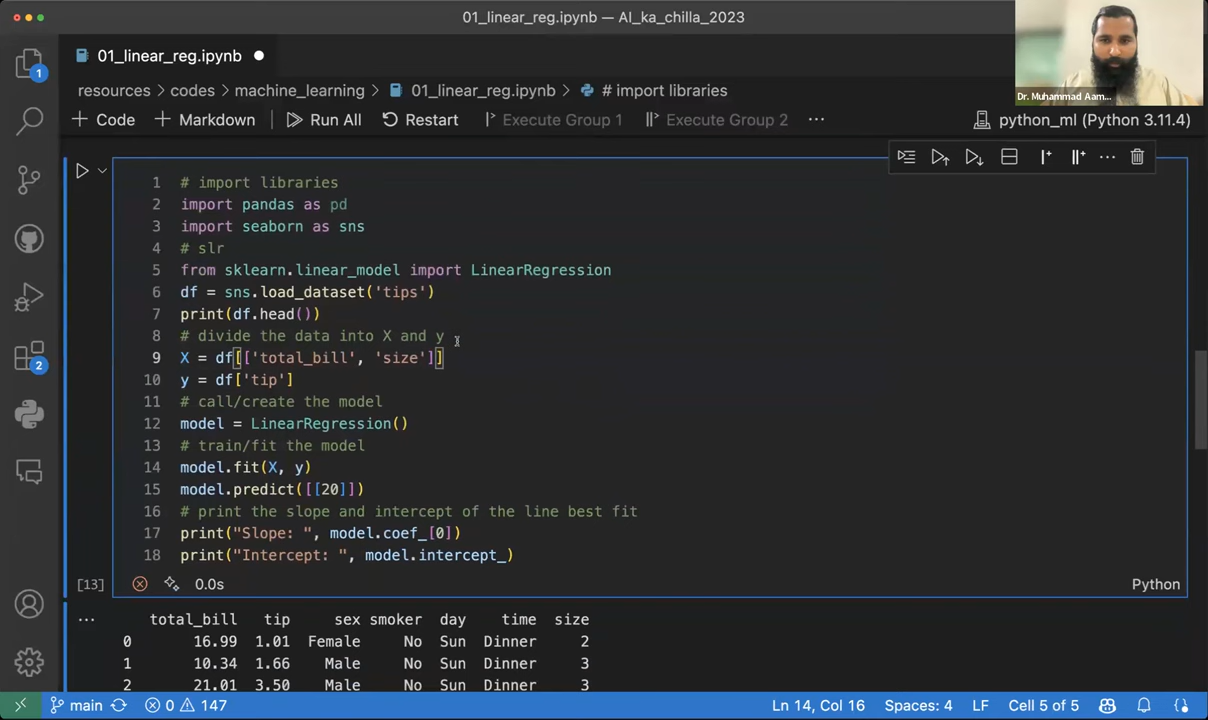 01_linear_reg.ipynb — AI_ka_chilla_2023
01_linear_reg.ipynb
resources > codes > machine_learning > 01_linear_reg.ipynb > # import libraries
+ Code + Markdown Run All Restart Execute Group 1 Execute Group 2 ... python_ml (Python 3.11.4)
Dr. Muhammad Aam...
1
2
1 # import libraries
2 import pandas as pd
3 import seaborn as sns
4 # slr
5 from sklearn.linear_model import LinearRegression
6 df = sns.load_dataset('tips')
7 print(df.head())
8 # divide the data into X and y
9 X = df[['total_bill', 'size']]
10 y = df['tip']
11 # call/create the model
12 model = LinearRegression()
13 # train/fit the model
14 model.fit(X, y)
15 model.predict([[20]])
16 # print the slope and intercept of the line best fit
17 print("Slope: ", model.coef_[0])
18 print("Intercept: ", model.intercept_)
[13] 0.0s Python
... total_bill tip sex smoker day time size
0 16.99 1.01 Female No Sun Dinner 2
1 10.34 1.66 Male No Sun Dinner 3
2 21.01 3.50 Male No Sun Dinner 3
main 0 147 Ln 14, Col 16 Spaces: 4 LF Cell 5 of 5